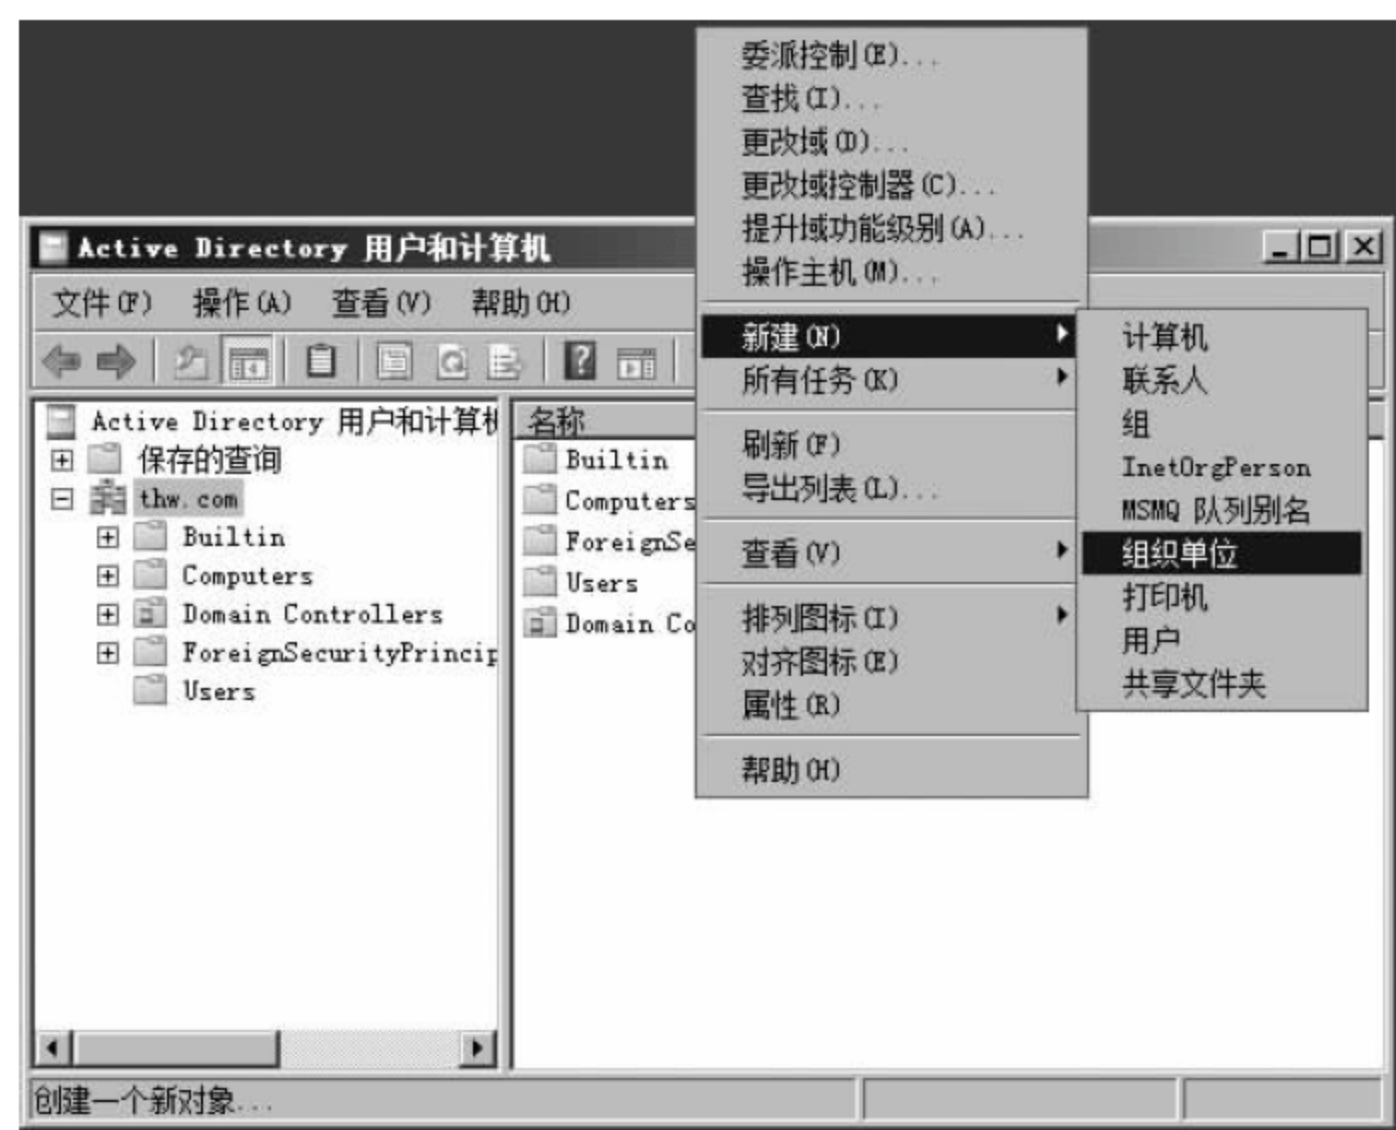 委派控制(E)...
查找(I)...
更改域(D)...
更改域控制器(C)...
提升域功能级别(A)...
操作主机(M)...
新建(N)
所有任务(K)
刷新(F)
导出列表(L)...
查看(V)
排列图标(I)
对齐图标(E)
属性(R)
帮助(H)
计算机
联系人
组
InetOrgPerson
MSMQ 队列别名
组织单位
打印机
用户
共享文件夹
Active Directory 用户和计算机
文件(F) 操作(A) 查看(V) 帮助(H)
Active Directory 用户和计算机
保存的查询
thw.com
Builtin
Computers
Domain Controllers
ForeignSecurityPrincip
Users
名称
Builtin
Computers
ForeignSe
Users
Domain Co
创建一个新对象...